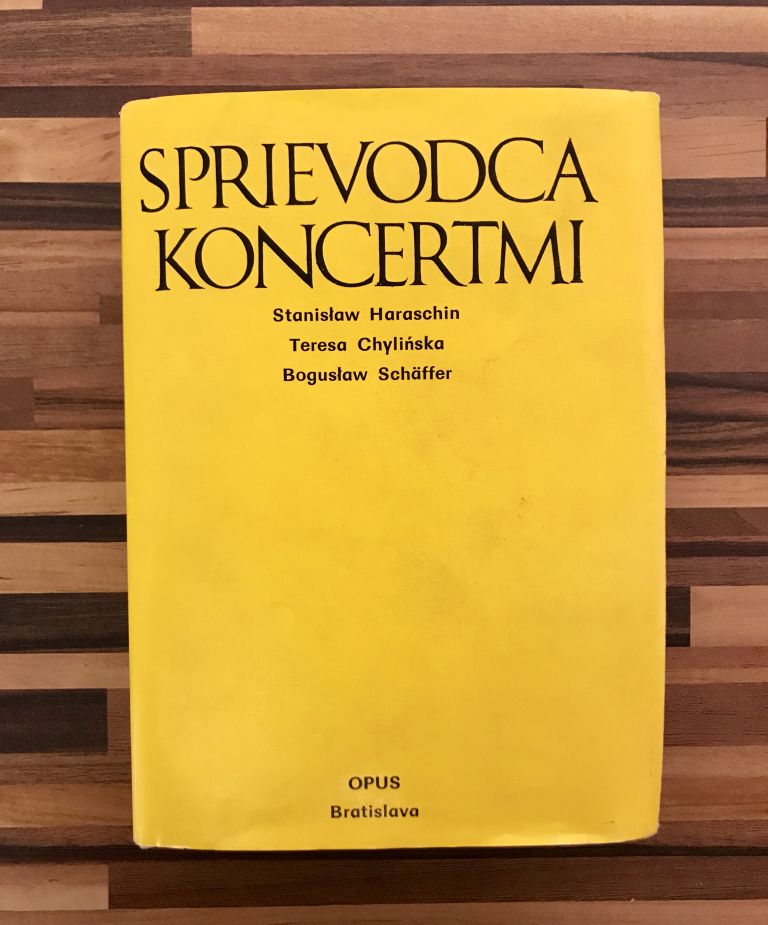 SPRIEVODCA
KONCERTMI
Stanisław Haraschin
Teresa Chylińska
Bogusław Schäffer
OPUS
Bratislava